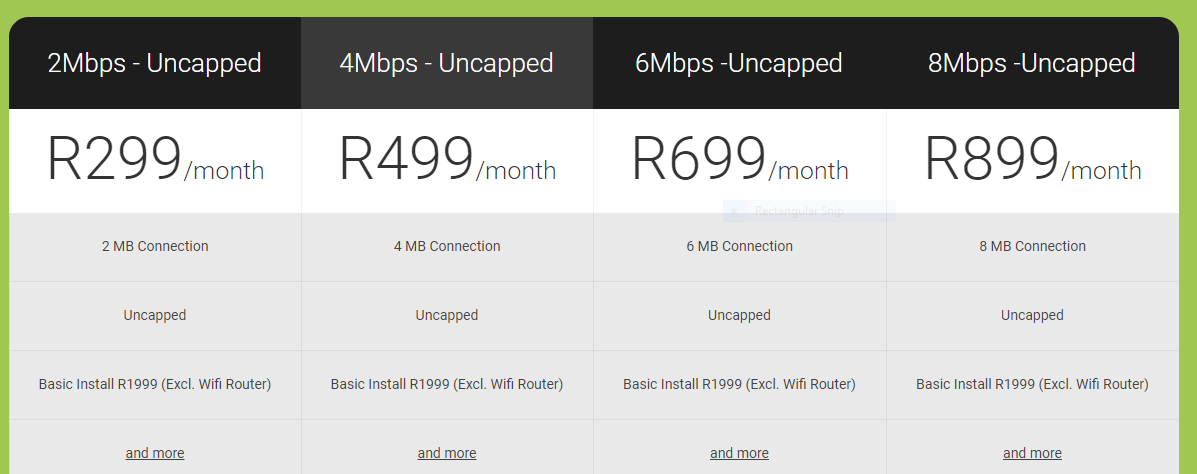 2Mbps - Uncapped 4Mbps - Uncapped 6Mbps -Uncapped 8Mbps -Uncapped
R299/month R499/month R699/month R899/month
Rectangular Snip
2 MB Connection 4 MB Connection 6 MB Connection 8 MB Connection
Uncapped Uncapped Uncapped Uncapped
Basic Install R1999 (Excl. Wifi Router) Basic Install R1999 (Excl. Wifi Router) Basic Install R1999 (Excl. Wifi Router) Basic Install R1999 (Excl. Wifi Router)
and more and more and more and more